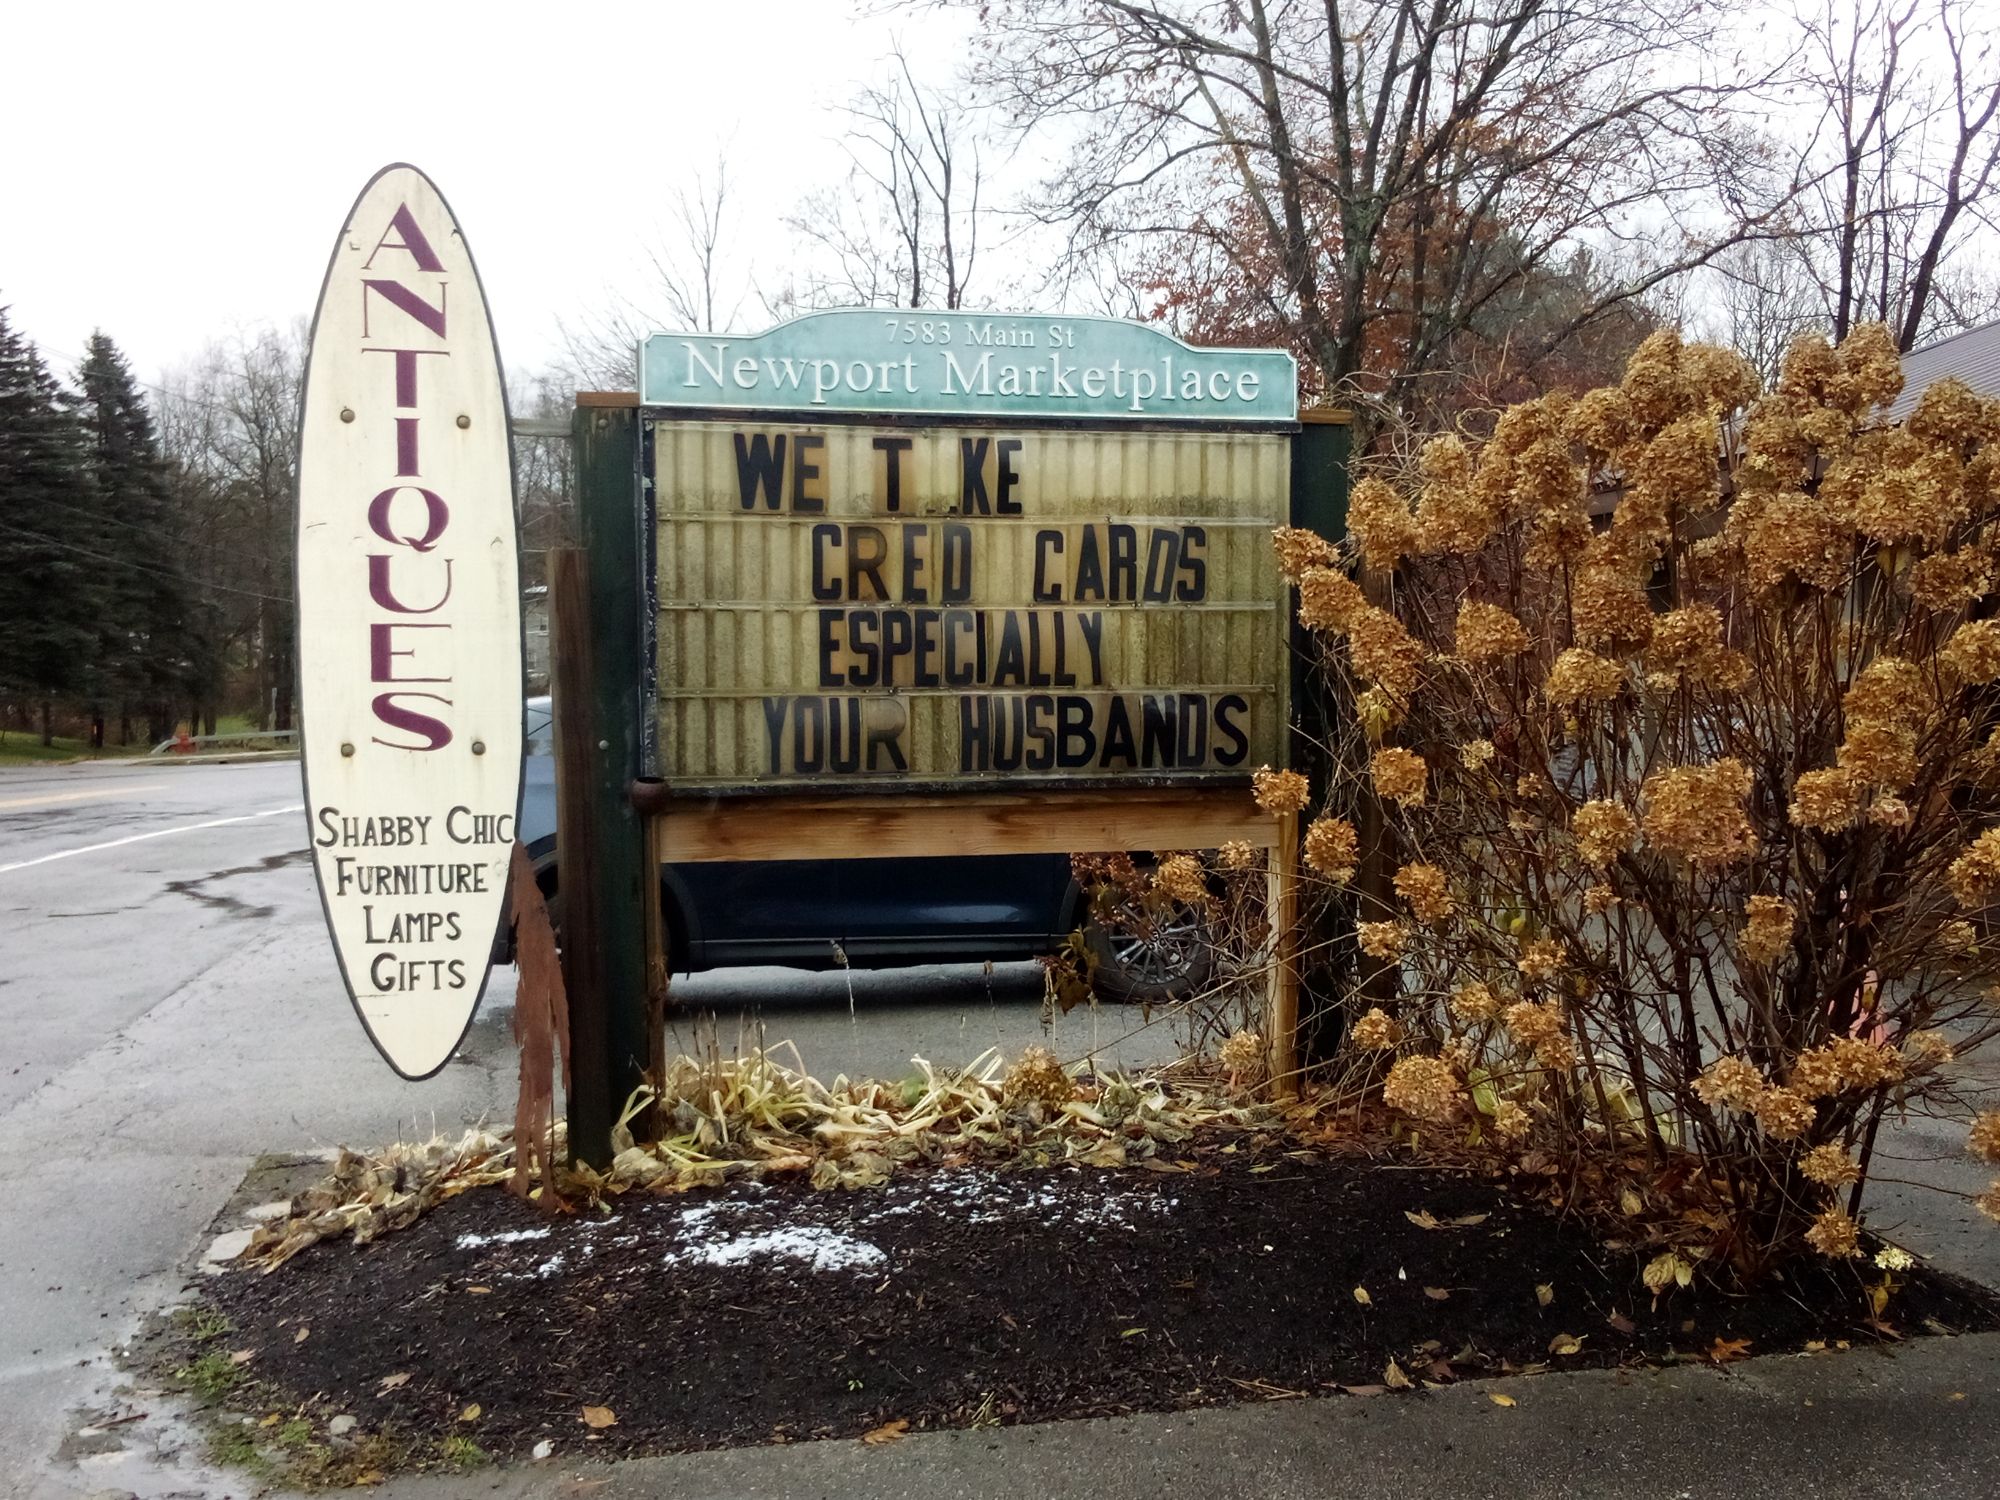 ANTIQUES
SHABBY CHIC
FURNITURE
LAMPS
GIFTS
7583 Main St
Newport Marketplace
WE T KE
CRED CARDS
ESPECIALLY
YOUR HUSBANDS